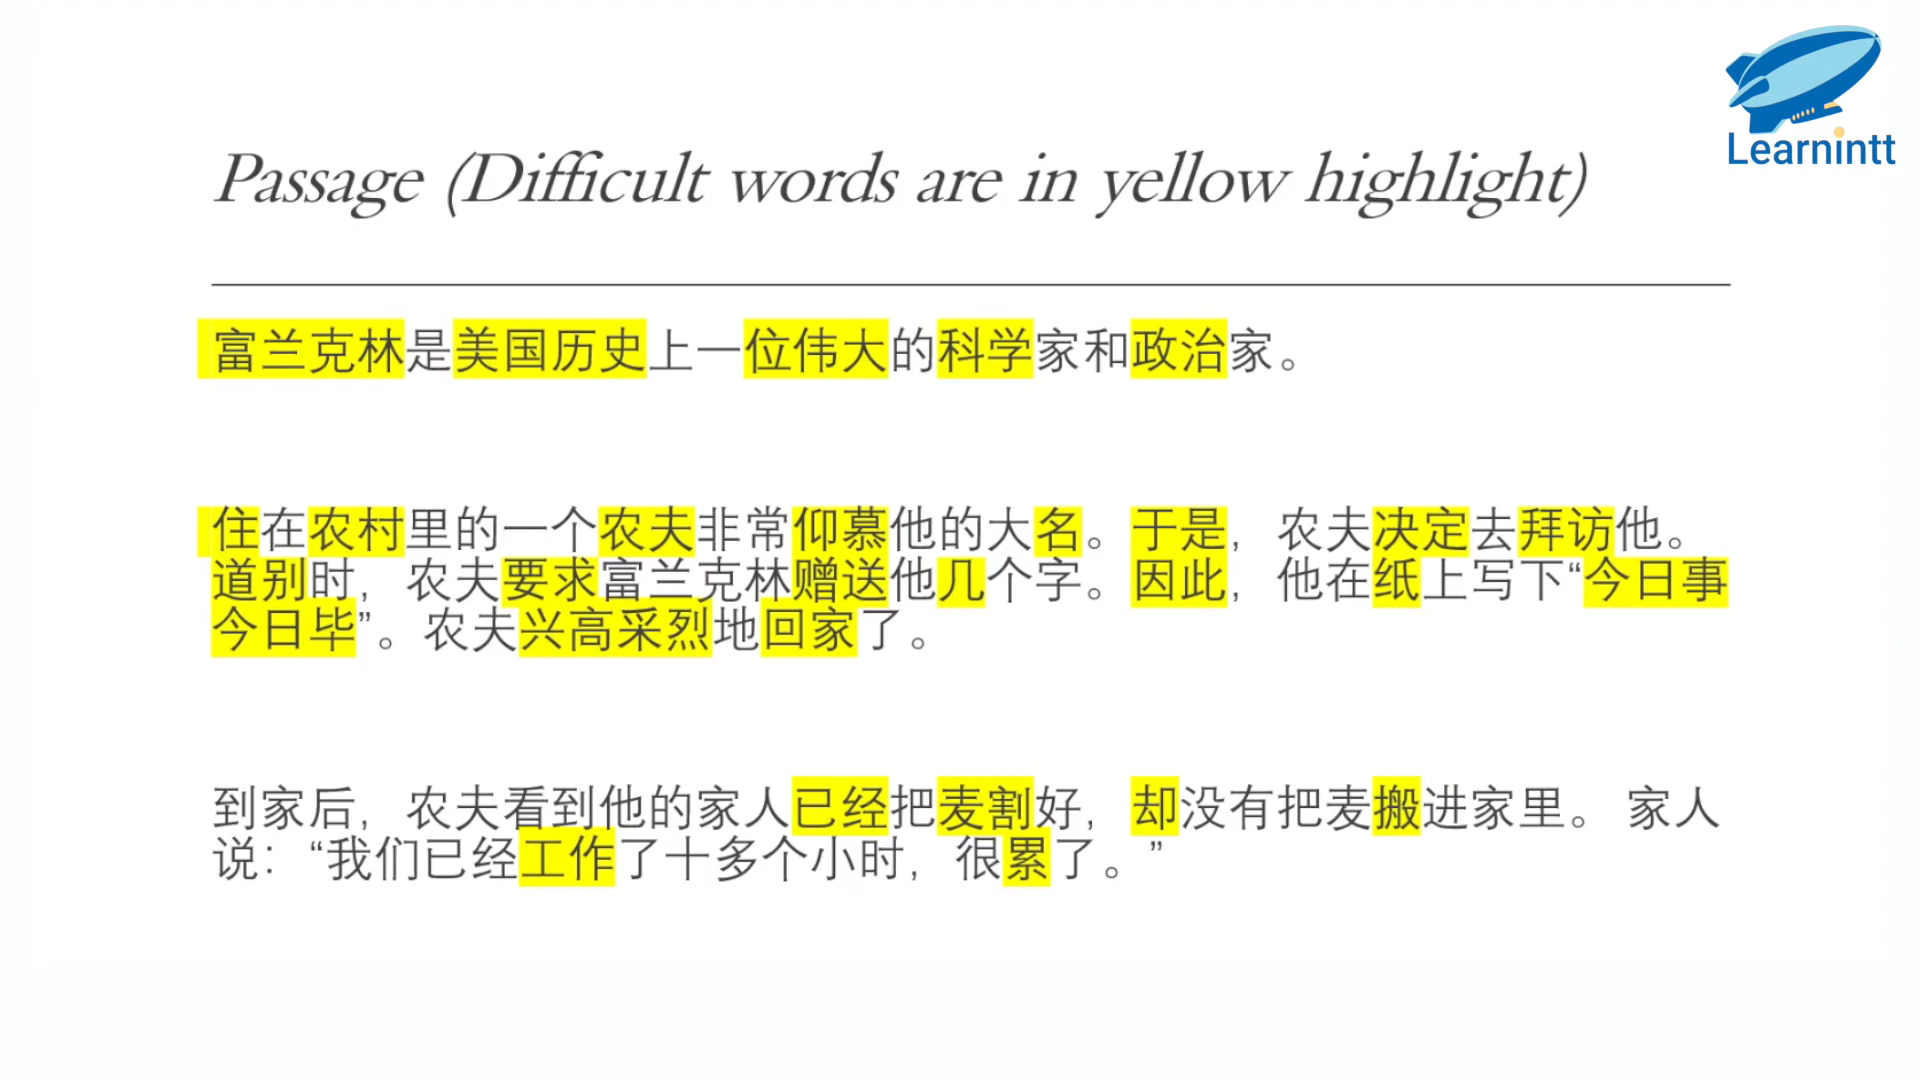 Learnintt
Passage (Difficult words are in yellow highlight)
富兰克林是美国历史上一位伟大的科学家和政治家。
住在农村里的一个农夫非常仰慕他的大名。于是，农夫决定去拜访他。
道别时，农夫要求富兰克林赠送他几个字。因此，他在纸上写下“今日事
今日毕”。农夫兴高采烈地回家了。
到家后，农夫看到他的家人已经把麦割好，却没有把麦搬进家里。 家人
说：“我们已经工作了十多个小时，很累了。”